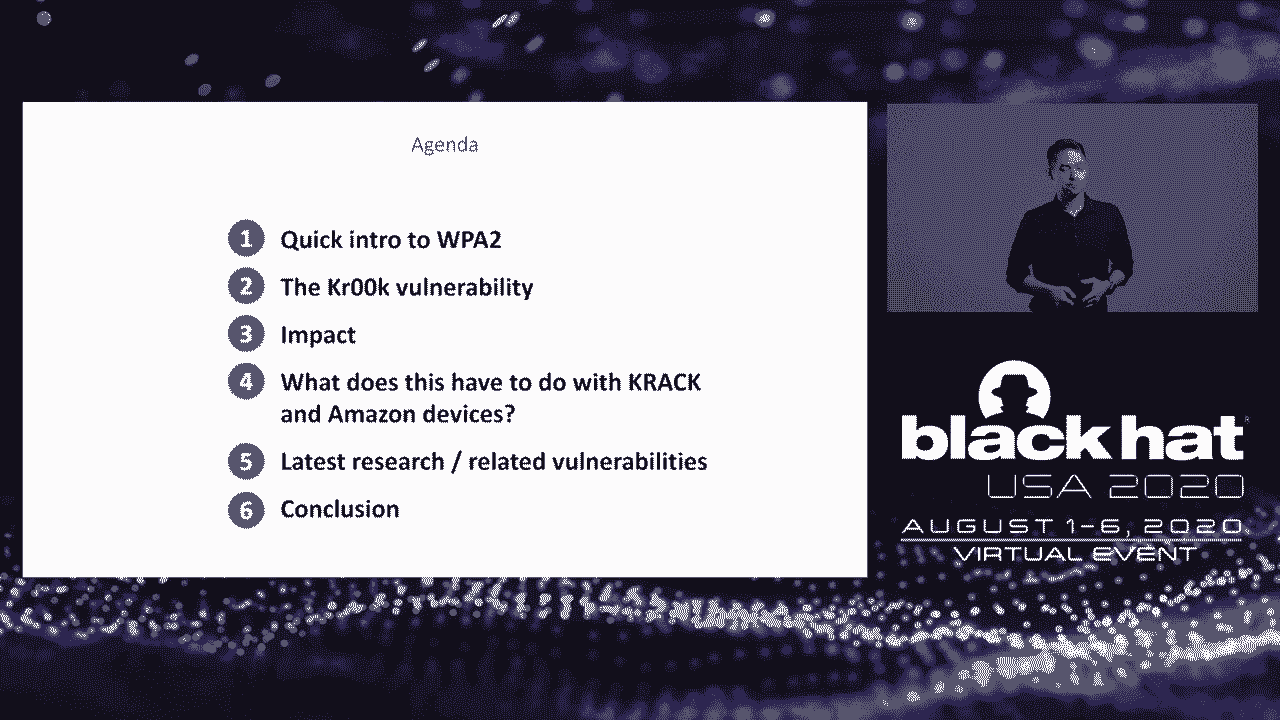 Agenda
1 Quick intro to WPA2
2 The Kr00k vulnerability
3 Impact
4 What does this have to do with KRACK
and Amazon devices?
5 Latest research / related vulnerabilities
6 Conclusion
black hat
USA 2020
AUGUST 1-6, 2020
VIRTUAL EVENT